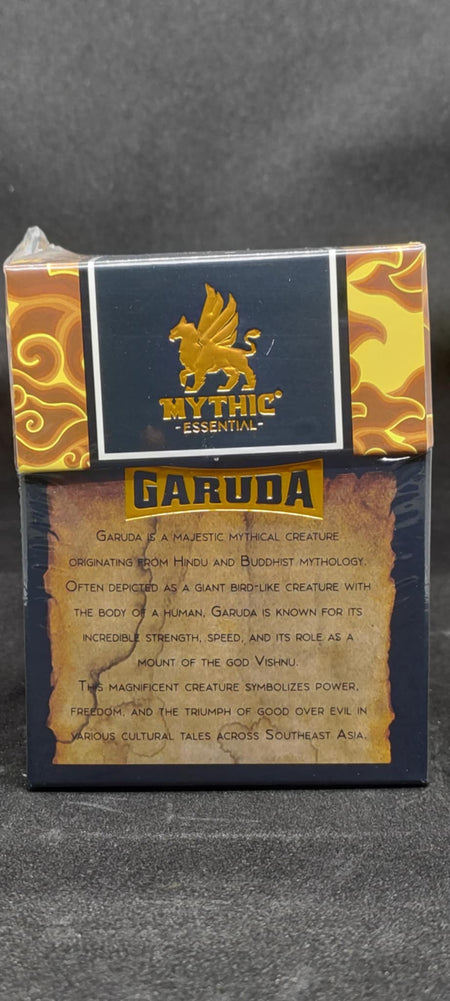 MYTHIC®
-ESSENTIAL-
GARUDA
GARUDA IS A MAJESTIC MYTHICAL CREATURE
ORIGINATING FROM HINDU AND BUDDHIST MYTHOLOGY.
OFTEN DEPICTED AS A GIANT BIRD-LIKE CREATURE WITH
THE BODY OF A HUMAN, GARUDA IS KNOWN FOR ITS
INCREDIBLE STRENGTH, SPEED, AND ITS ROLE AS A
MOUNT OF THE GOD VISHNU.
THIS MAGNIFICENT CREATURE SYMBOLIZES POWER,
FREEDOM, AND THE TRIUMPH OF GOOD OVER EVIL IN
VARIOUS CULTURAL TALES ACROSS SOUTHEAST ASIA.